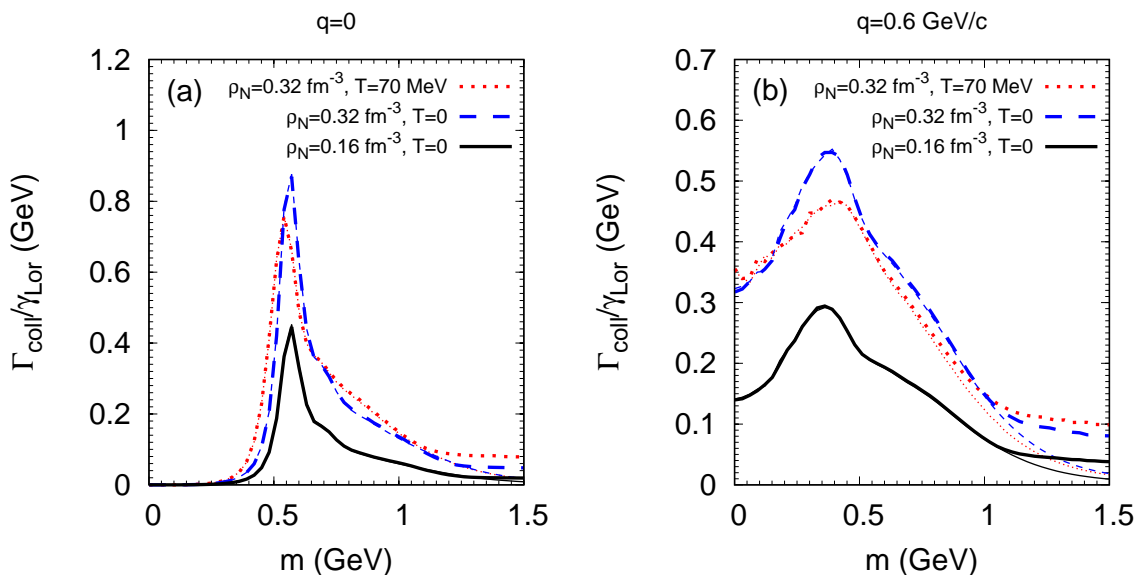 q=0
1.2
1
0.8
0.6
0.4
0.2
0
Γcoll/γLor (GeV)
(a)
ρN=0.32 fm-3, T=70 MeV
ρN=0.32 fm-3, T=0
ρN=0.16 fm-3, T=0
0 0.5 1 1.5
m (GeV)
q=0.6 GeV/c
0.7
0.6
0.5
0.4
0.3
0.2
0.1
0
Γcoll/γLor (GeV)
(b)
ρN=0.32 fm-3, T=70 MeV
ρN=0.32 fm-3, T=0
ρN=0.16 fm-3, T=0
0 0.5 1 1.5
m (GeV)